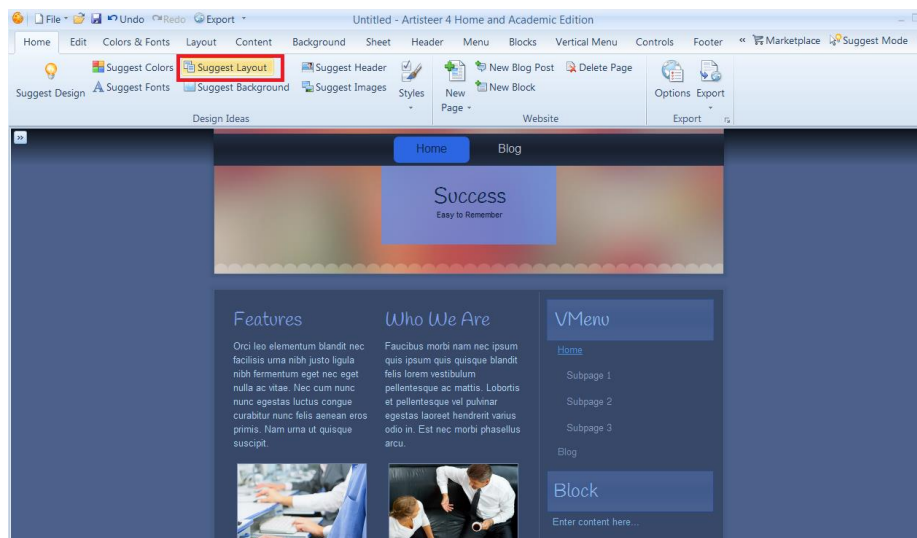 File Undo Redo Export Untitled - Artisteer 4 Home and Academic Edition
Home Edit Colors & Fonts Layout Content Background Sheet Header Menu Blocks Vertical Menu Controls Footer « Marketplace Suggest Mode
Suggest Colors Suggest Layout Suggest Header New Blog Post Delete Page
Suggest Design Suggest Fonts Suggest Background Suggest Images Styles New Page New Block Options Export
Design Ideas Website Export
»
Home Blog
Success
Easy to Remember
Features
Orci leo elementum blandit nec
facilisis urna nibh justo ligula
nibh fermentum eget nec eget
nulla ac vitae. Nec cum nunc
nunc egestas luctus congue
curabitur nunc felis aenean eros
primis. Nam urna ut quisque
suscipit.
Who We Are
Faucibus morbi nam nec ipsum
quis ipsum quis quisque blandit
felis lorem vestibulum
pellentesque ac mattis. Lobortis
et pellentesque vel pulvinar
egestas laoreet hendrerit varius
odio in. Est nec morbi phasellus
arcu.
VMenu
Home
Subpage 1
Subpage 2
Subpage 3
Blog
Block
Enter content here...